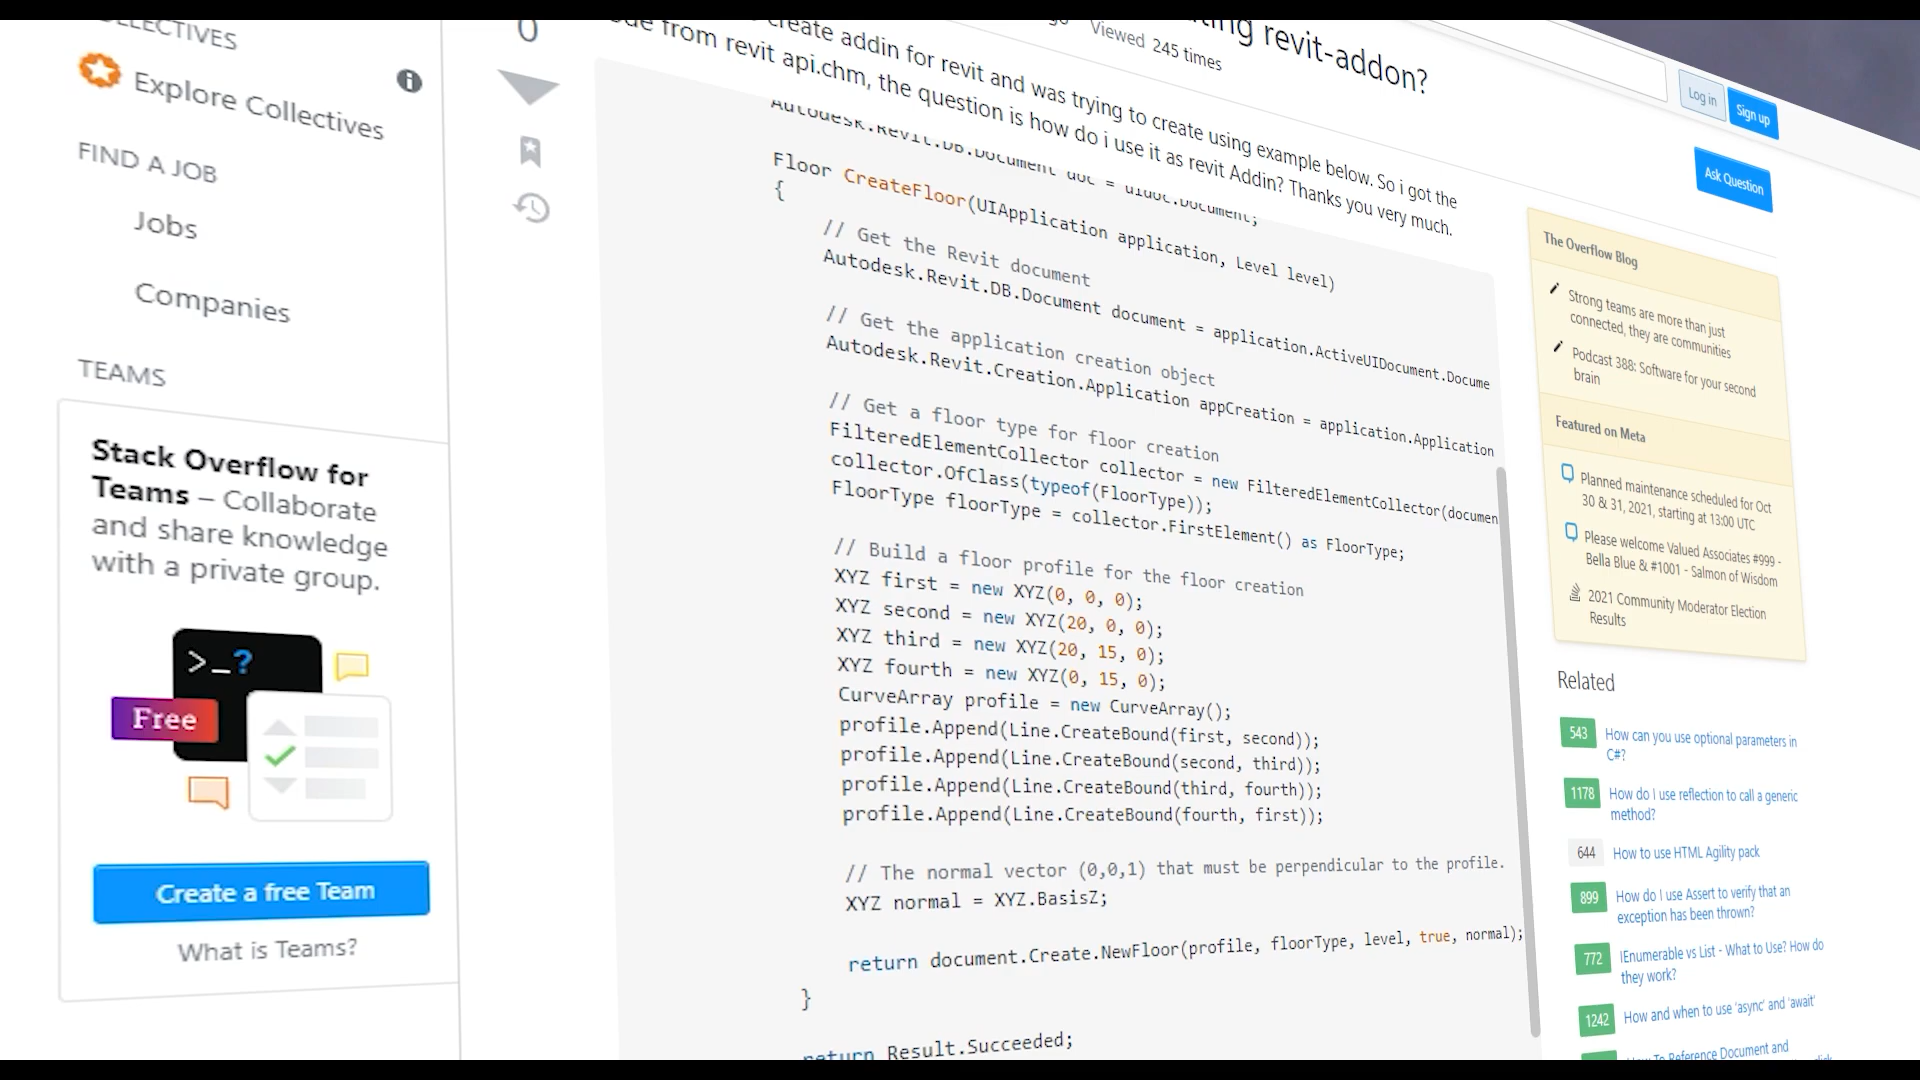 COLLECTIVES
Explore Collectives
FIND A JOB
Jobs
Companies
TEAMS
Stack Overflow for
Teams – Collaborate
and share knowledge
with a private group.
>_?
Free
Create a free Team
What is Teams?
0
revit-addon?
Viewed 245 times
create addin for revit and was trying to create using example below. So i got the
from revit api.chm, the question is how do i use it as revit Addin? Thanks you very much.
Autodesk.Revit.DB.Document doc = uidoc.Document;
Floor CreateFloor(UIApplication application, Level level)
{
// Get the Revit document
Autodesk.Revit.DB.Document document = application.ActiveUIDocument.Docume
// Get the application creation object
Autodesk.Revit.Creation.Application appCreation = application.Application
// Get a floor type for floor creation
FilteredElementCollector collector = new FilteredElementCollector(documen
collector.OfClass(typeof(FloorType));
FloorType floorType = collector.FirstElement() as FloorType;
// Build a floor profile for the floor creation
XYZ first = new XYZ(0, 0, 0);
XYZ second = new XYZ(20, 0, 0);
XYZ third = new XYZ(20, 15, 0);
XYZ fourth = new XYZ(0, 15, 0);
CurveArray profile = new CurveArray();
profile.Append(Line.CreateBound(first, second));
profile.Append(Line.CreateBound(second, third));
profile.Append(Line.CreateBound(third, fourth));
profile.Append(Line.CreateBound(fourth, first));
// The normal vector (0,0,1) that must be perpendicular to the profile.
XYZ normal = XYZ.BasisZ;
return document.Create.NewFloor(profile, floorType, level, true, normal);
}
return Result.Succeeded;
Log in
Sign up
Ask Question
The Overflow Blog
Strong teams are more than just
connected, they are communities
Podcast 388: Software for your second
brain
Featured on Meta
Planned maintenance scheduled for Oct
30 & 31, 2021, starting at 13:00 UTC
Please welcome Valued Associates #999 -
Bella Blue & #1001 - Salmon of Wisdom
2021 Community Moderator Election
Results
Related
543 How can you use optional parameters in
C#?
1178 How do I use reflection to call a generic
method?
644 How to use HTML Agility pack
899 How do I use Assert to verify that an
exception has been thrown?
772 IEnumerable vs List - What to Use? How do
they work?
1242 How and when to use 'async' and 'await'
How To Reference Document and